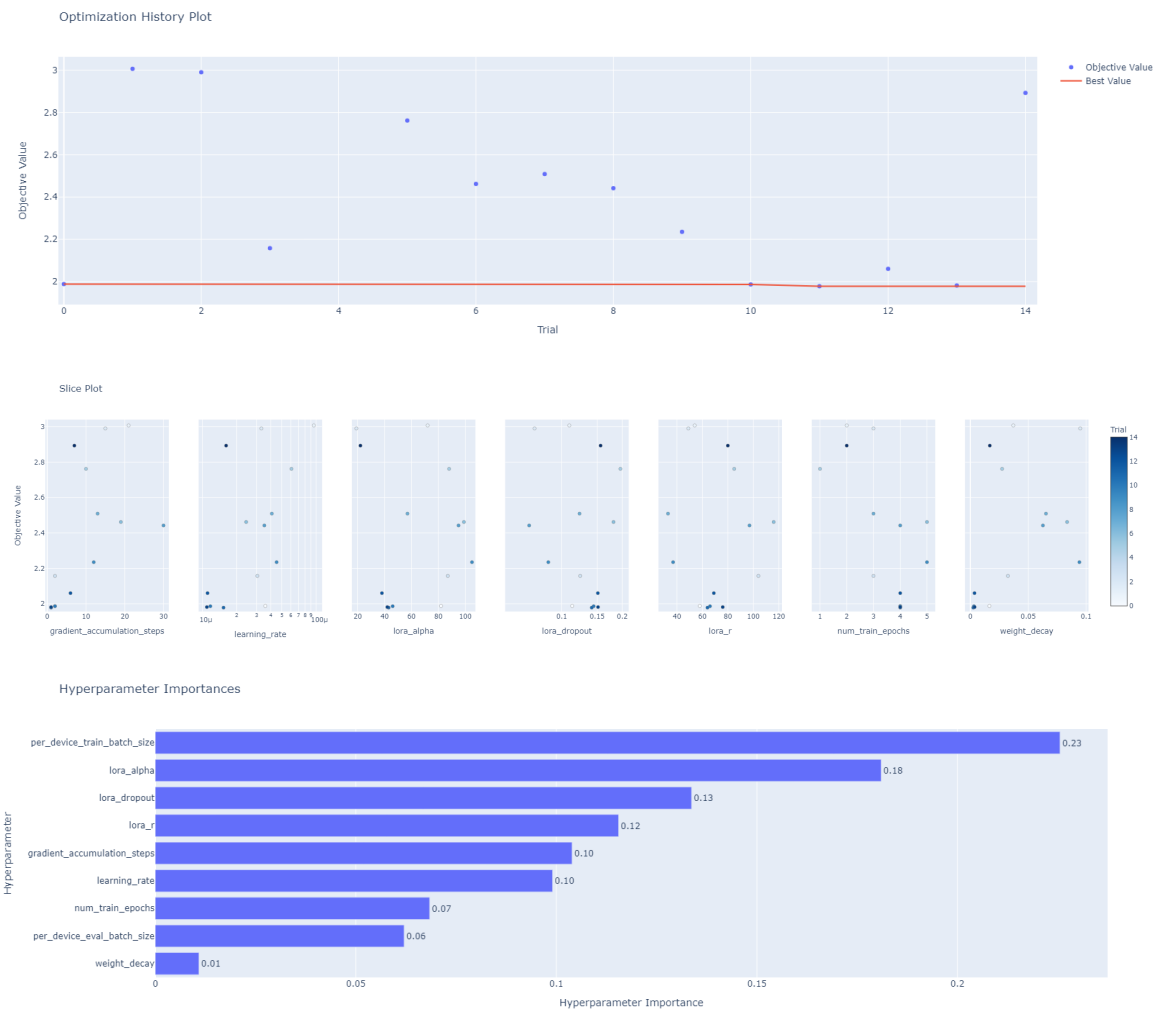 Optimization History Plot
Objective Value
Best Value
3
2.8
2.6
2.4
2.2
2
Objective Value
0 2 4 6 8 10 12 14
Trial
Slice Plot
Trial
3
2.8
2.6
2.4
2.2
2
Objective Value
0 10 20 30
gradient_accumulation_steps
10μ 2 3 4 5 6 7 8 9 100μ
learning_rate
20 40 60 80 100
lora_alpha
0.1 0.15 0.2
lora_dropout
40 60 80 100 120
lora_r
1 2 3 4 5
num_train_epochs
0 0.05 0.1
weight_decay
14
12
10
8
6
4
2
0
Hyperparameter Importances
Hyperparameter
per_device_train_batch_size 0.23
lora_alpha 0.18
lora_dropout 0.13
lora_r 0.12
gradient_accumulation_steps 0.10
learning_rate 0.10
num_train_epochs 0.07
per_device_eval_batch_size 0.06
weight_decay 0.01
0 0.05 0.1 0.15 0.2
Hyperparameter Importance